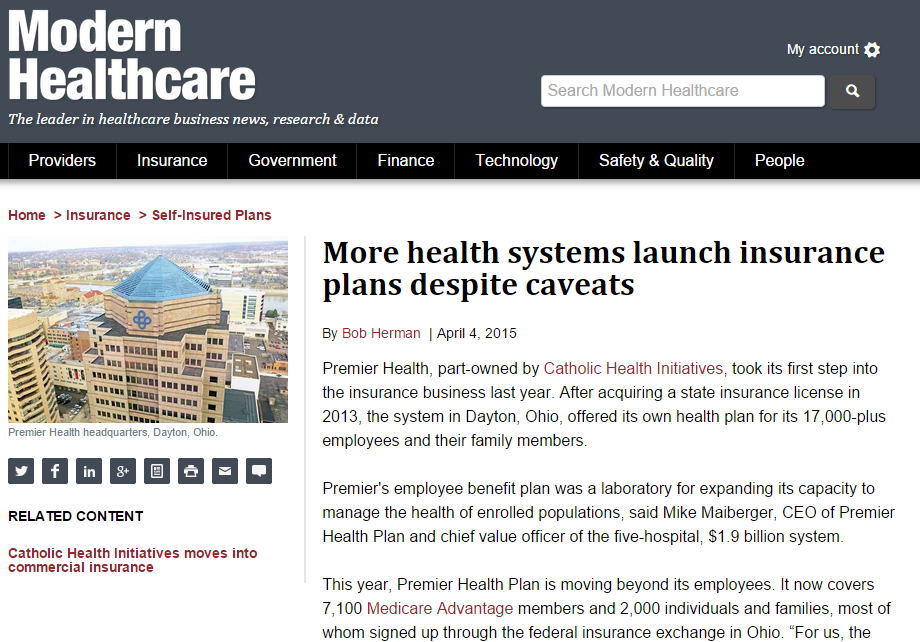 Modern
Healthcare
The leader in healthcare business news, research & data
My account
Search Modern Healthcare
Providers
Insurance
Government
Finance
Technology
Safety & Quality
People
Home > Insurance > Self-Insured Plans
Premier Health headquarters, Dayton, Ohio.
RELATED CONTENT
Catholic Health Initiatives moves into
commercial insurance
More health systems launch insurance
plans despite caveats
By Bob Herman | April 4, 2015
Premier Health, part-owned by Catholic Health Initiatives, took its first step into
the insurance business last year. After acquiring a state insurance license in
2013, the system in Dayton, Ohio, offered its own health plan for its 17,000-plus
employees and their family members.
Premier's employee benefit plan was a laboratory for expanding its capacity to
manage the health of enrolled populations, said Mike Maiberger, CEO of Premier
Health Plan and chief value officer of the five-hospital, $1.9 billion system.
This year, Premier Health Plan is moving beyond its employees. It now covers
7,100 Medicare Advantage members and 2,000 individuals and families, most of
whom signed up through the federal insurance exchange in Ohio. “For us, the